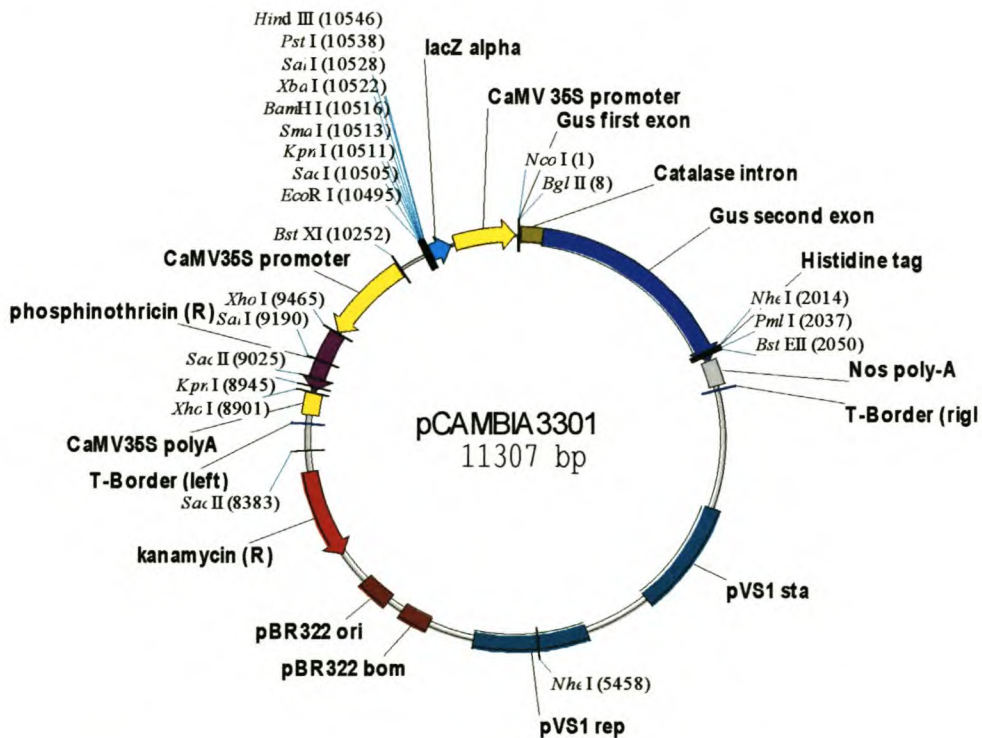 Hind III (10546)
Pst I (10538)
Sal I (10528)
Xba I (10522)
BamH I (10516)
Sma I (10513)
Kpn I (10511)
Sac I (10505)
EcoR I (10495)
Bst XI (10252)
CaMV35S promoter
Xho I (9465)
phosphinothricin (R)
Sal I (9190)
Sac II (9025)
Kpn I (8945)
Xho I (8901)
CaMV35S polyA
T-Border (left)
Sac II (8383)
kanamycin (R)
pBR322 ori
pBR322 bom
lacZ alpha
CaMV 35S promoter
Gus first exon
Nco I (1)
Bgl II (8)
Catalase intron
Gus second exon
Histidine tag
Nhe I (2014)
Pml I (2037)
Bst EII (2050)
Nos poly-A
T-Border (rigl
pVS1 sta
Nhe I (5458)
pVS1 rep
pCAMBIA3301
11307 bp